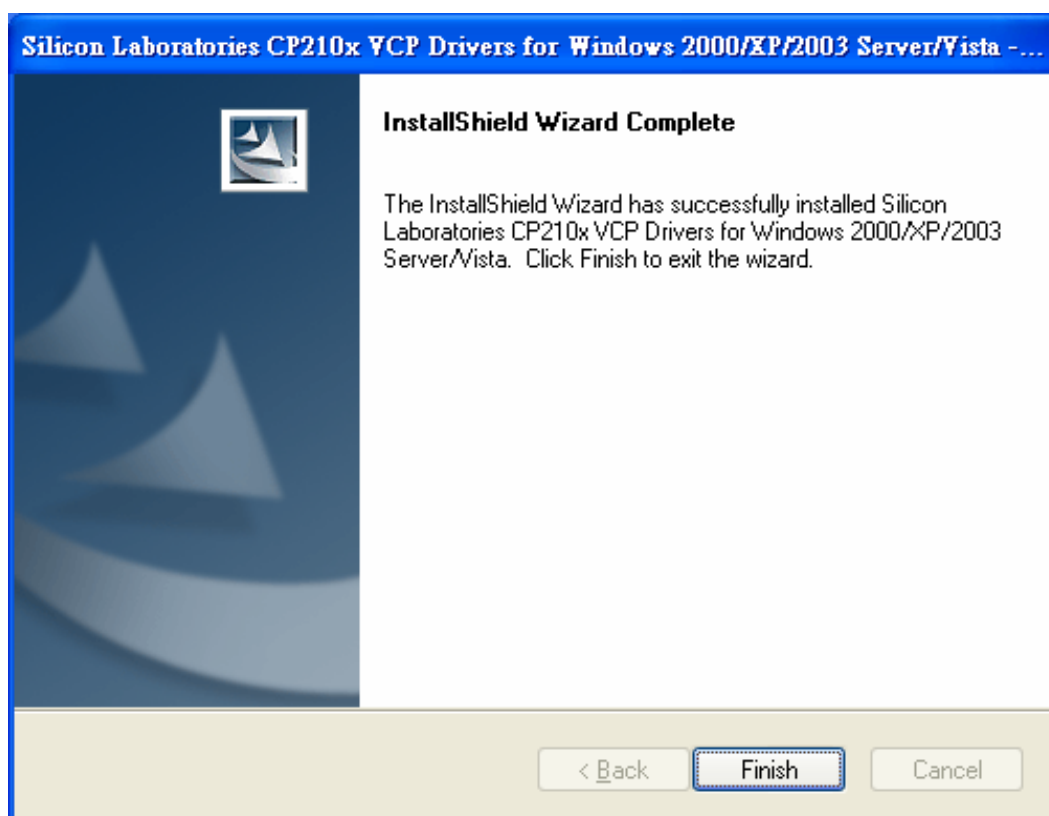 Silicon Laboratories CP210x VCP Drivers for Windows 2000/XP/2003 Server/Vista -...
InstallShield Wizard Complete
The InstallShield Wizard has successfully installed Silicon
Laboratories CP210x VCP Drivers for Windows 2000/XP/2003
Server/Vista.  Click Finish to exit the wizard.
< Back
Finish
Cancel